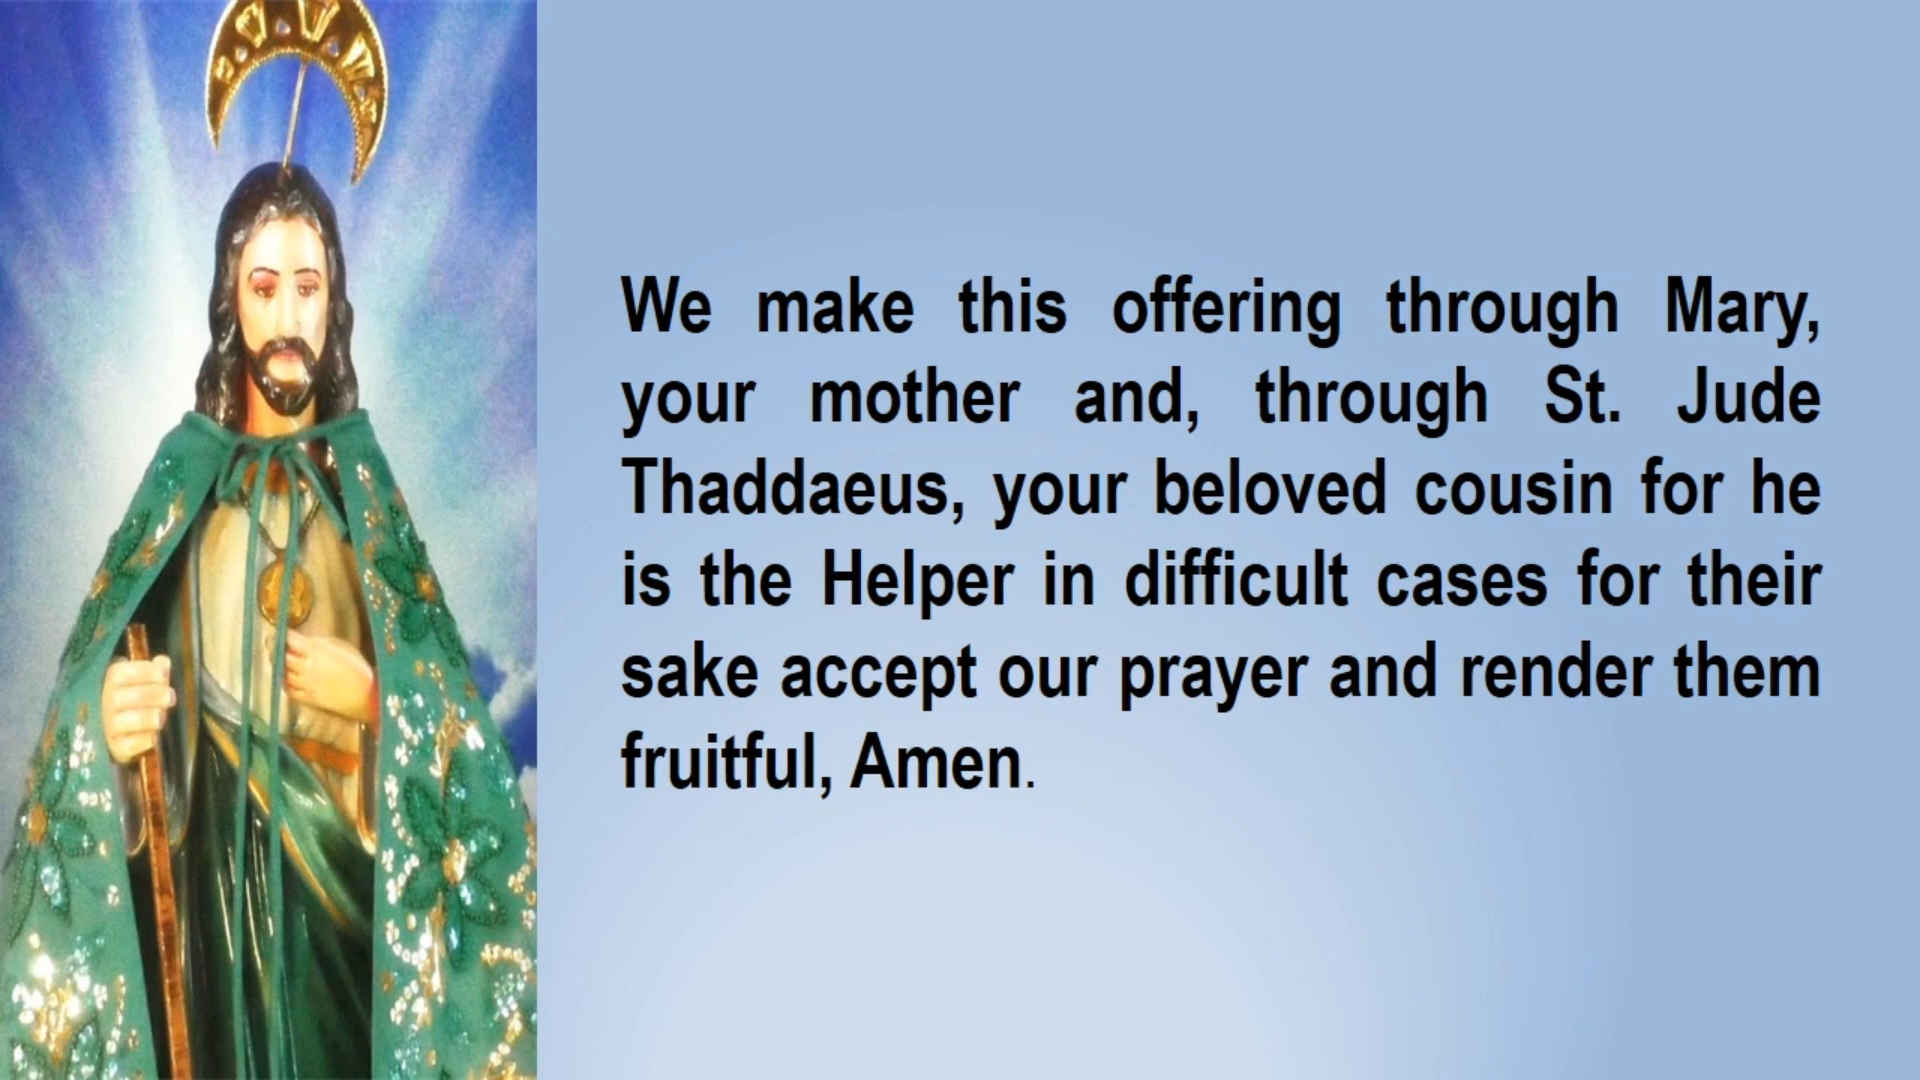 We make this offering through Mary,
your mother and, through St. Jude
Thaddaeus, your beloved cousin for he
is the Helper in difficult cases for their
sake accept our prayer and render them
fruitful, Amen.